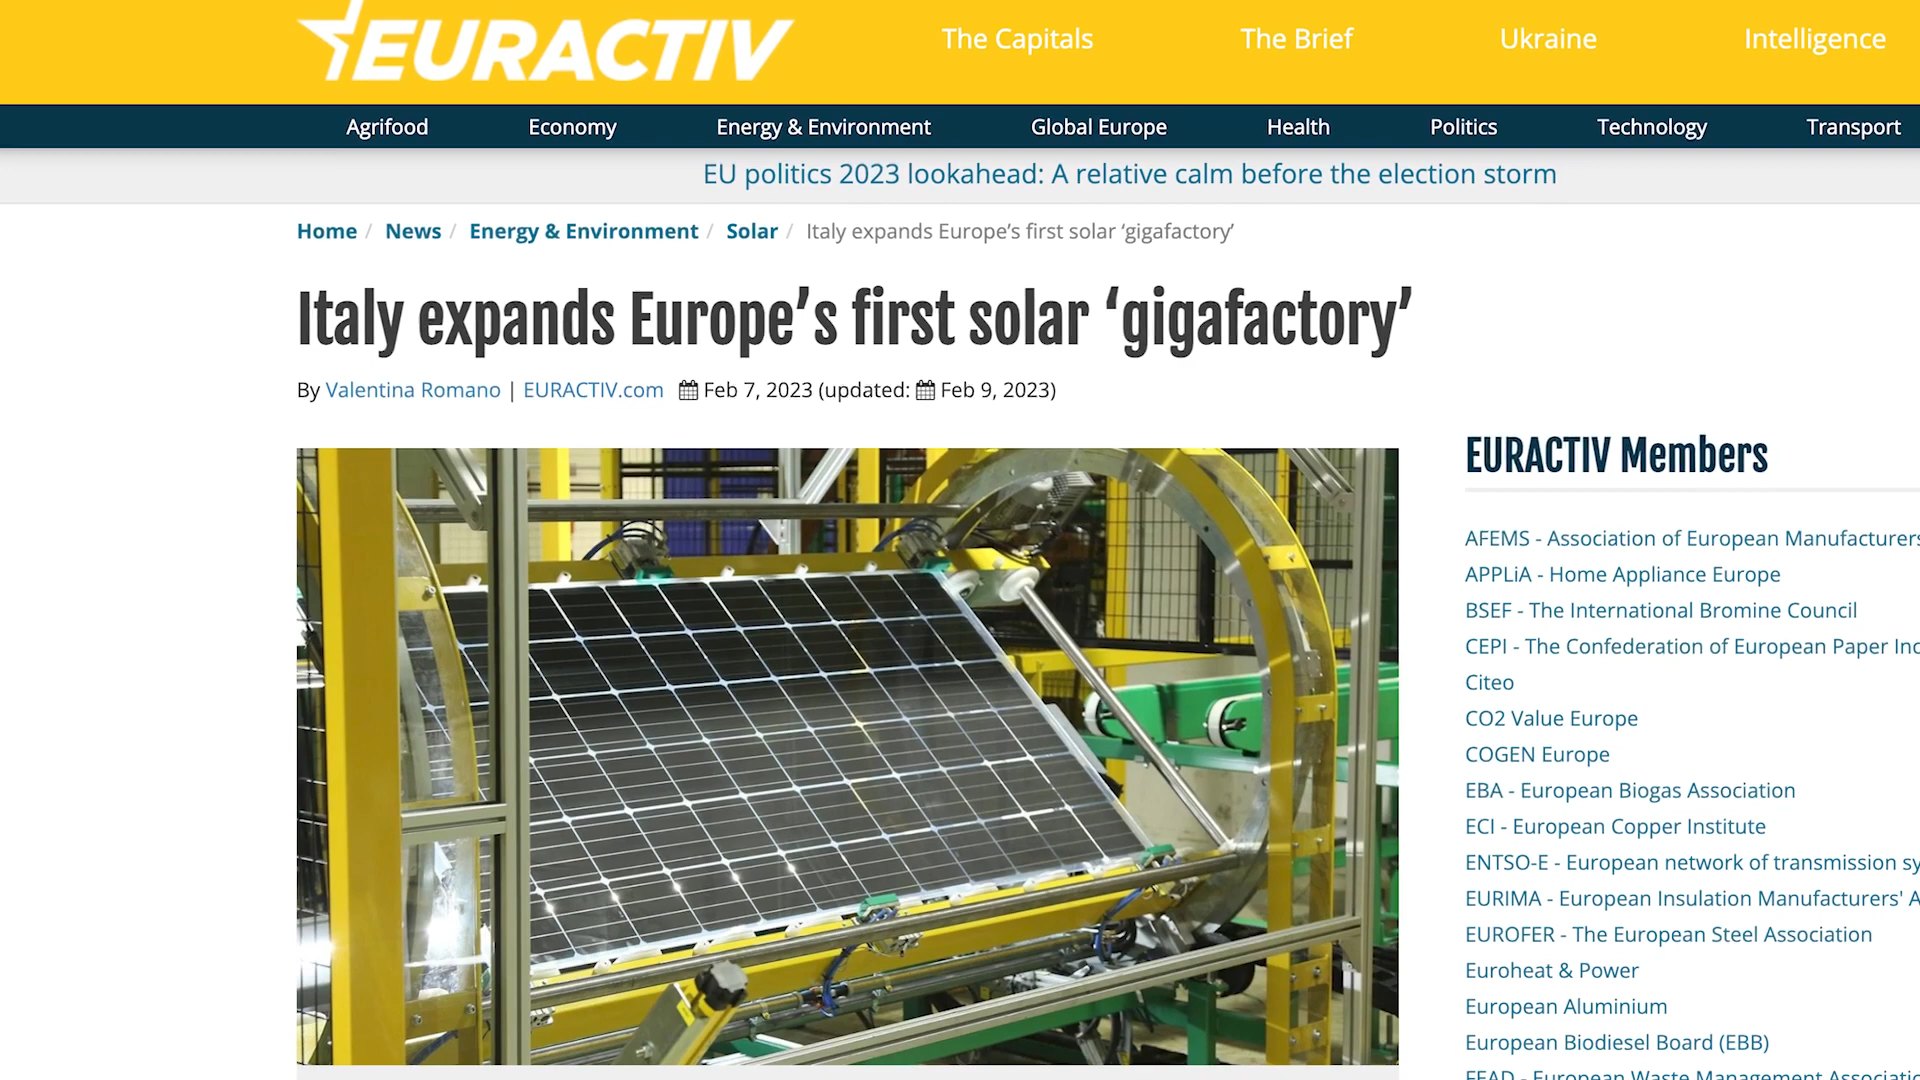 EURACTIV
The Capitals The Brief Ukraine Intelligence
Agrifood Economy Energy & Environment Global Europe Health Politics Technology Transport
EU politics 2023 lookahead: A relative calm before the election storm
Home / News / Energy & Environment / Solar / Italy expands Europe’s first solar ‘gigafactory’
Italy expands Europe’s first solar ‘gigafactory’
By Valentina Romano | EURACTIV.com Feb 7, 2023 (updated: Feb 9, 2023)
EURACTIV Members
AFEMS - Association of European Manufacturers
APPLiA - Home Appliance Europe
BSEF - The International Bromine Council
CEPI - The Confederation of European Paper
Citeo
CO2 Value Europe
COGEN Europe
EBA - European Biogas Association
ECI - European Copper Institute
ENTSO-E - European network of transmission
EURIMA - European Insulation Manufacturers'
EUROFER - The European Steel Association
Euroheat & Power
European Aluminium
European Biodiesel Board (EBB)
FEAD - European Waste Management